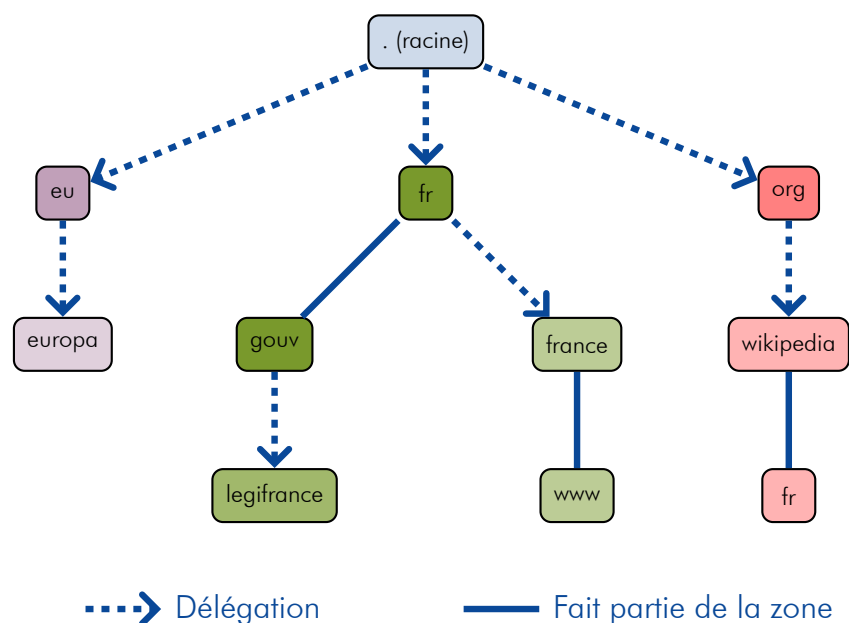 . (racine)
eu
fr
org
europa
gouv
france
wikipedia
legifrance
www
fr
Délégation
Fait partie de la zone